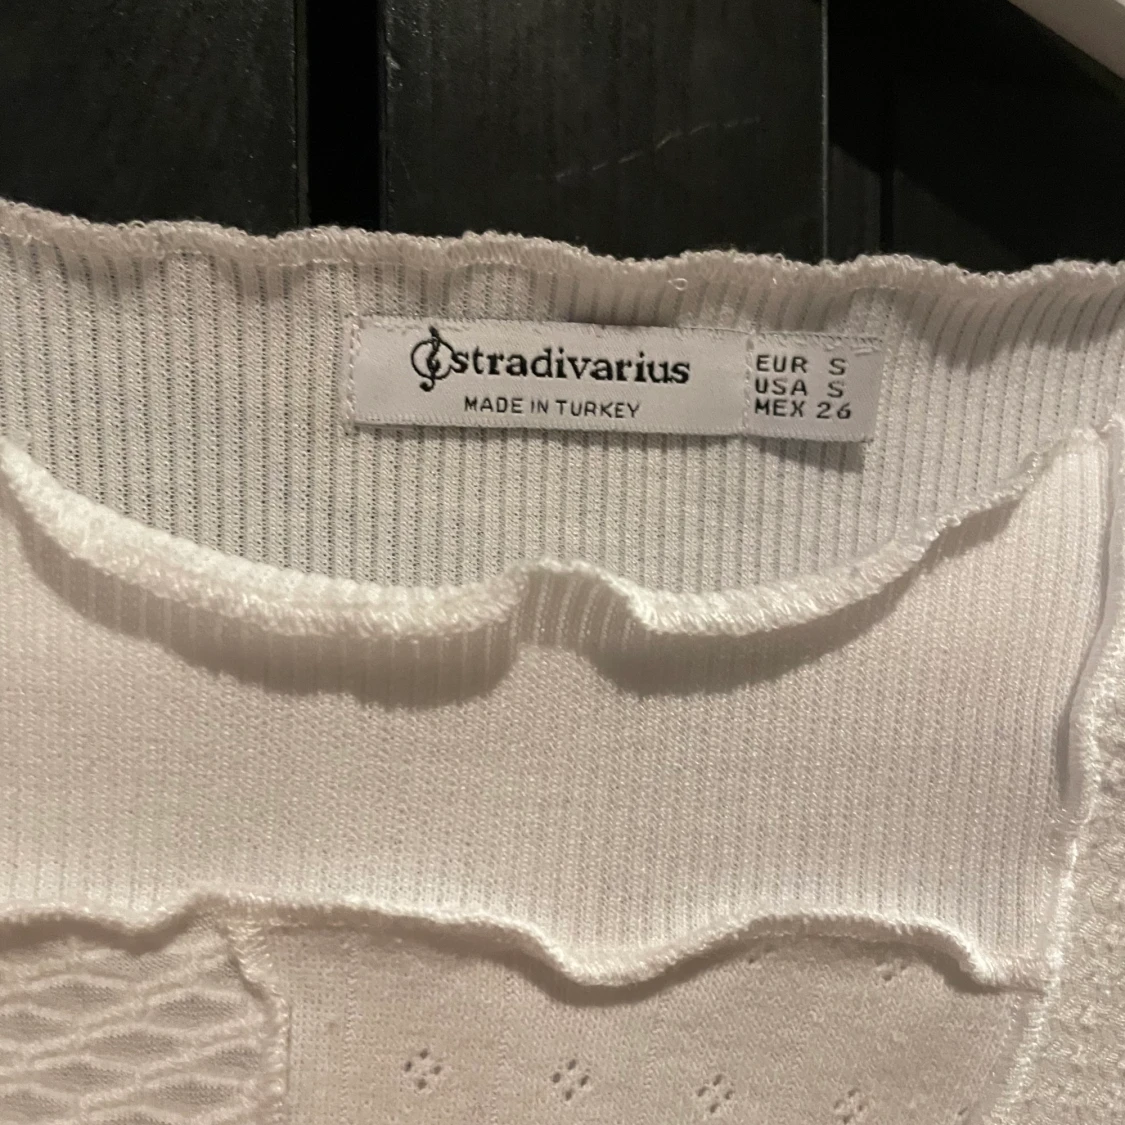 stradivarius
MADE IN TURKEY
EUR S
USA S
MEX 26